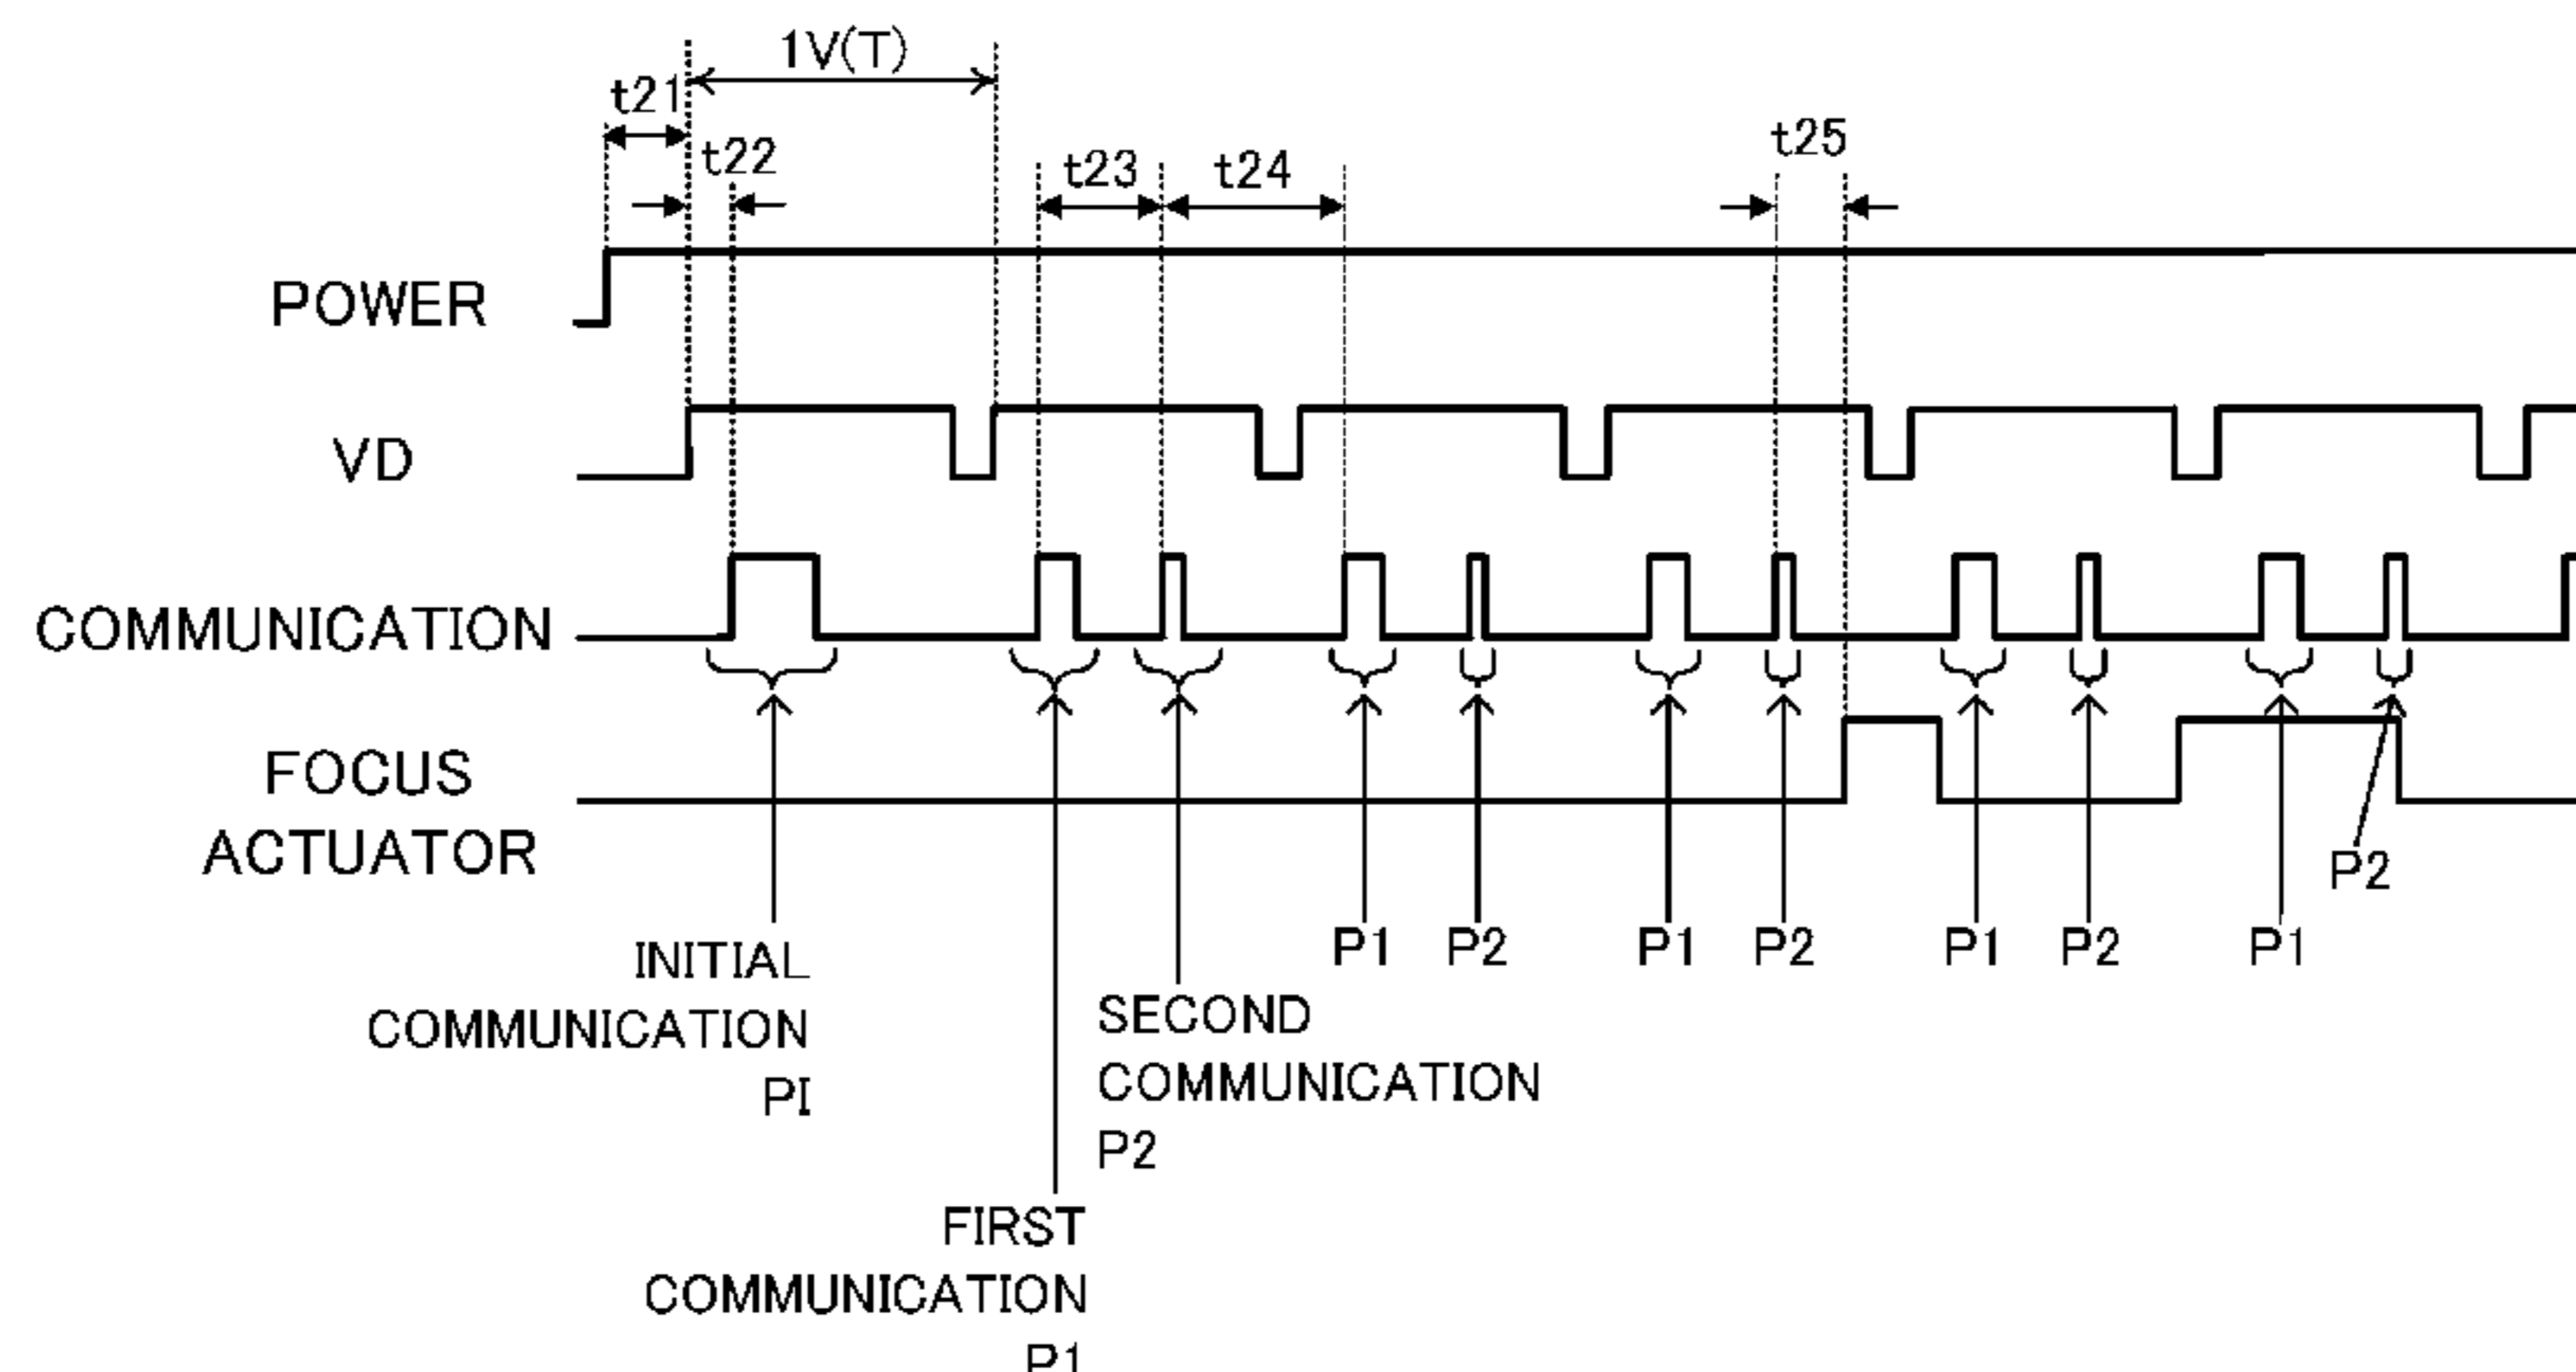 1V(T)
t21
t22
t23
t24
t25
POWER
VD
COMMUNICATION
FOCUS
ACTUATOR
P2
P1
P2
P1
P2
P1
P2
P1
INITIAL
COMMUNICATION
PI
SECOND
COMMUNICATION
P2
FIRST
COMMUNICATION
P1